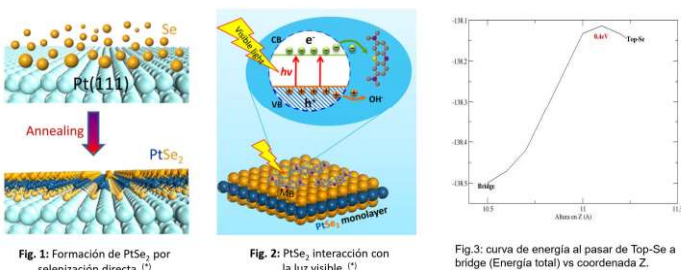 Se
Pt(111)
Annealing
PtSe2
Fig. 1: Formación de PtSe2 por
selenización directa. (*)
Visible light
CB
e-
hv
VB
h+
OH-
MB
PtSe2 monolayer
Fig. 2: PtSe2 interacción con
la luz visible. (*)
-138.1
-138.2
-138.3
-138.4
-138.5
0.4eV
Top-Se
Bridge
10.5
11
11.5
Altura en Z (A)
Fig.3: curva de energía al pasar de Top-Se a
bridge (Energía total) vs coordenada Z.